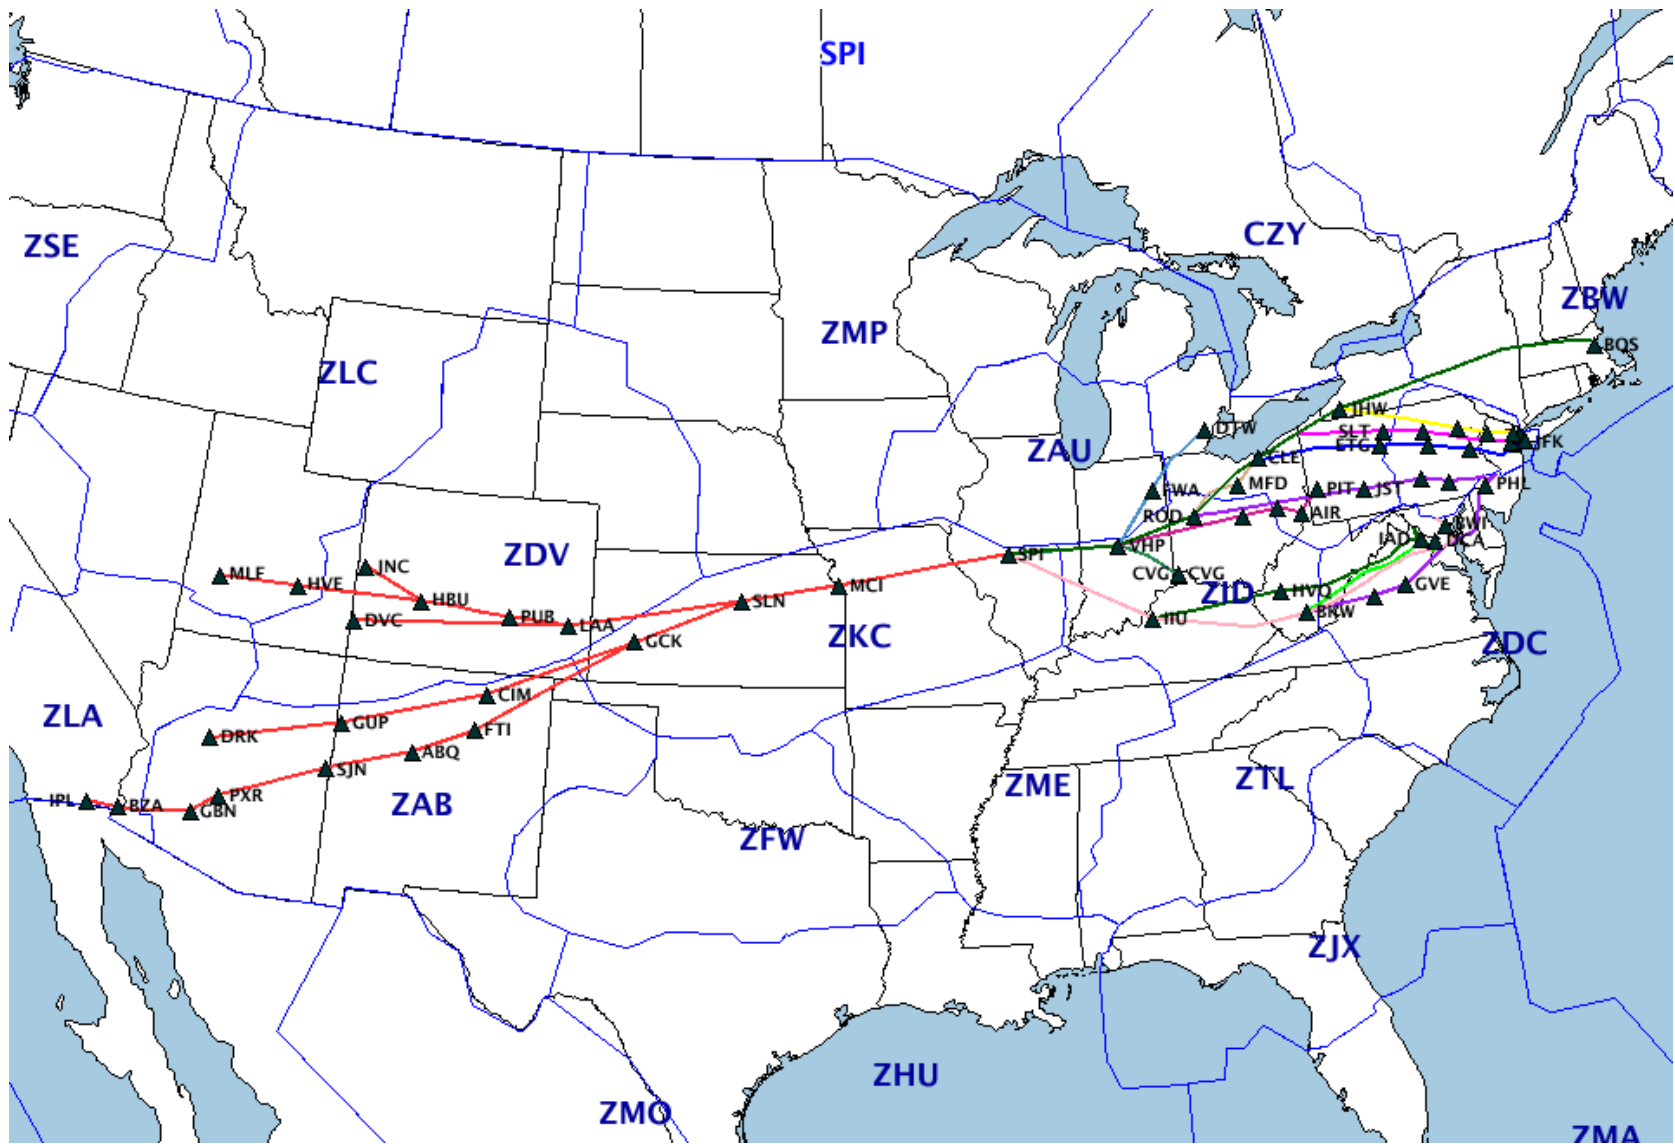 SPI
CZY
ZSE
ZBW
ZMP
BOS
ZLC
JHW
DTW
SLT
JFK
ETG
ZAU
CLE
FWA
MFD
PIT
JST
PHL
ROD
AIR
BWI
IAD
DCA
VHP
SPI
ZDV
JNC
MLF
HVE
CVG
CVG
MCI
GVE
HVQ
ZID
HBU
SLN
BKW
PUB
DVC
LAA
IIU
ZKC
GCK
ZDC
CIM
ZLA
GUP
DRK
FTI
ABQ
SJN
ZME
ZTL
PXR
IPL
BZA
GBN
ZAB
ZFW
ZJX
ZHU
ZMO
ZMA